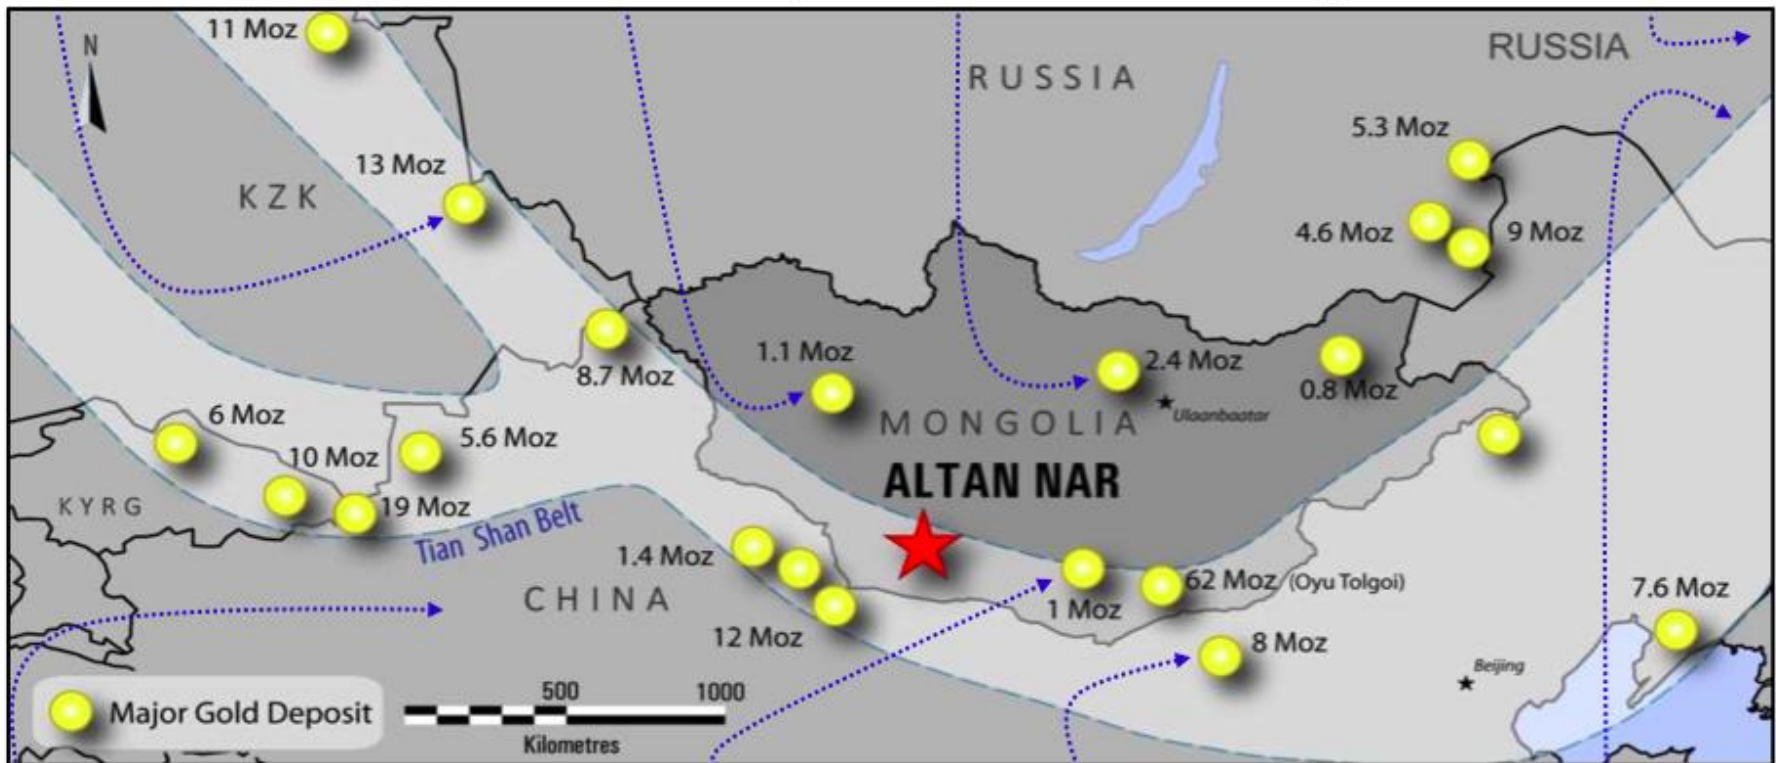 11 Moz
N
RUSSIA
RUSSIA
5.3 Moz
13 Moz
KZK
4.6 Moz
9 Moz
1.1 Moz
2.4 Moz
8.7 Moz
0.8 Moz
Ulaanbaatar
MONGOLIA
6 Moz
5.6 Moz
10 Moz
ALTAN NAR
KYRG
19 Moz
Tian Shan Belt
1.4 Moz
CHINA
62 Moz (Oyu Tolgoi)
7.6 Moz
1 Moz
12 Moz
8 Moz
Beijing
Major Gold Deposit
500 1000
Kilometres